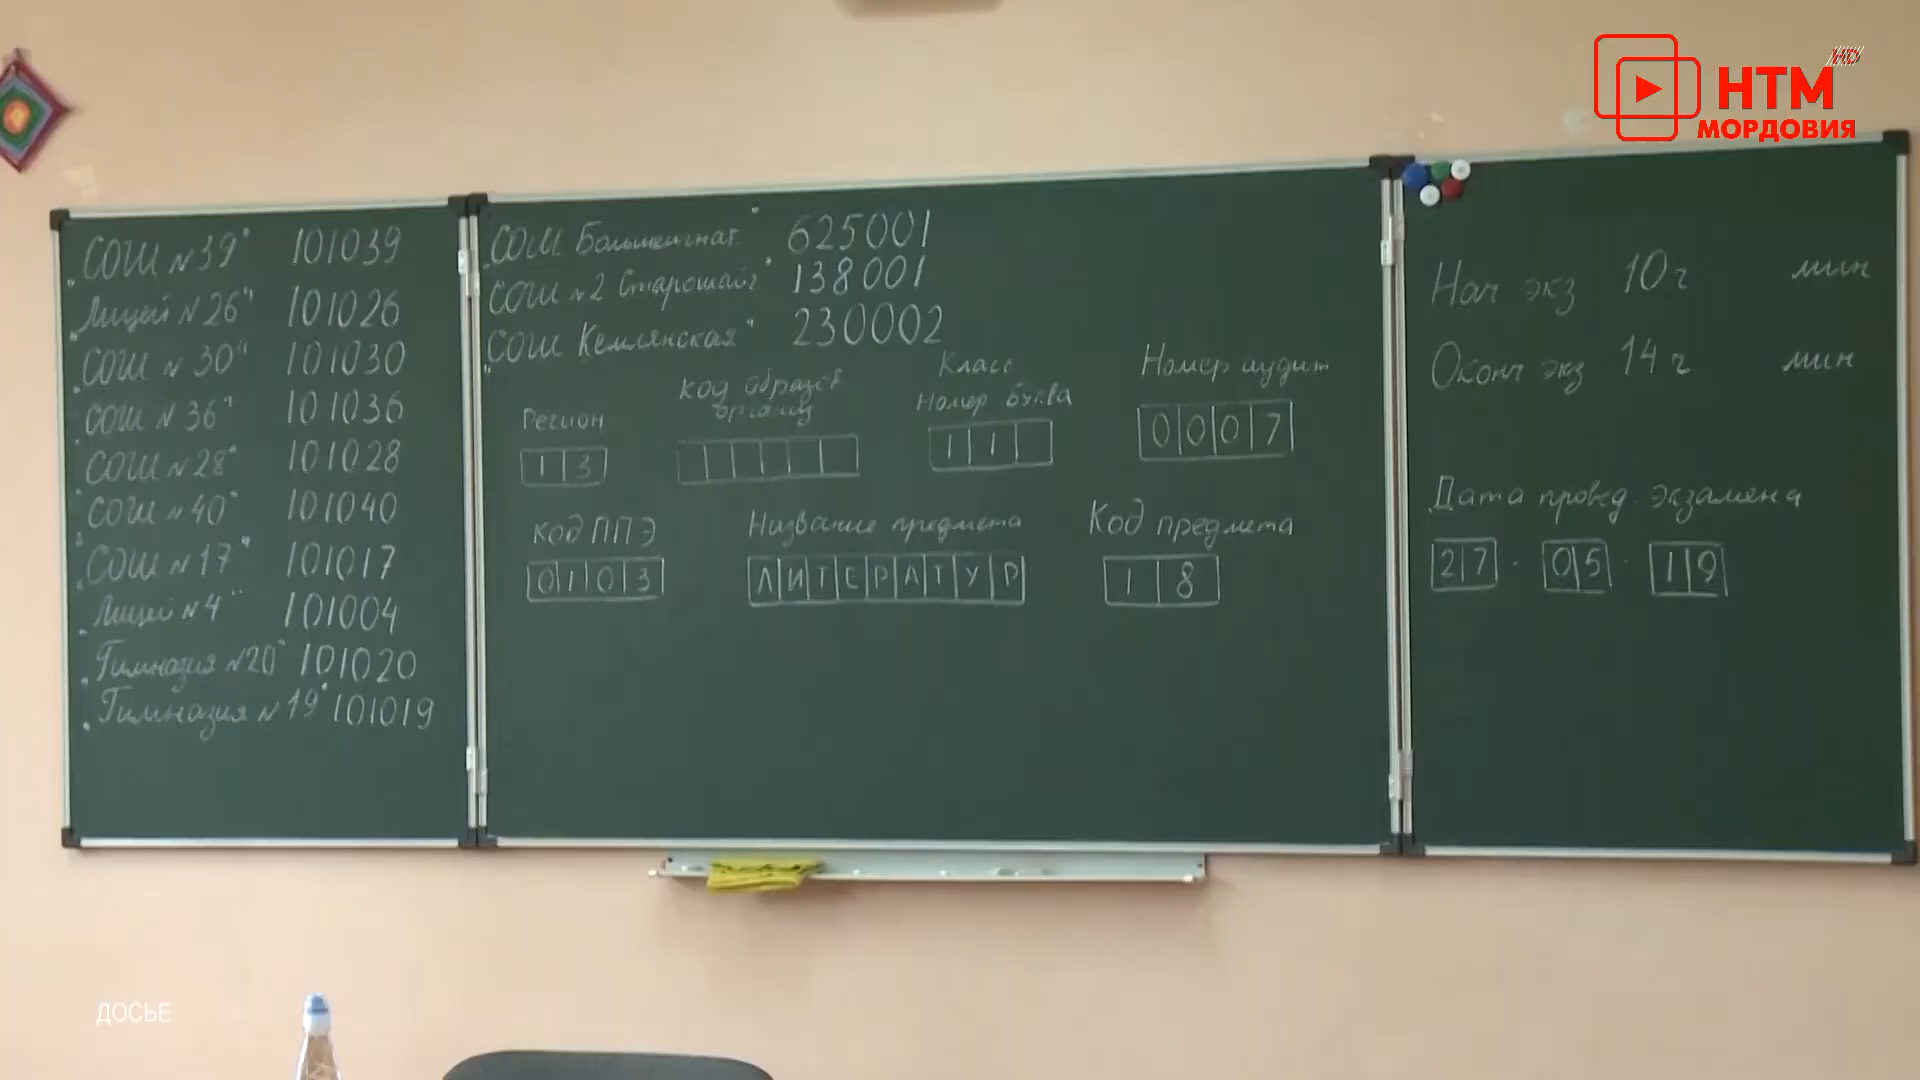 НТМ HD
МОРДОВИЯ
СОШ №39" 101039
„Лицей №26" 101026
„СОШ №30" 101030
„СОШ №36" 101036
„СОШ №28" 101028
„СОШ №40" 101040
„СОШ №17" 101017
„Лицей №4" 101004
„Гимназия №20" 101020
„Гимназия №19" 101019
СОШ Большеигнат." 625001
„СОШ №2 Старошайг" 138001
СОШ Кемлянская" 230002
Регион
13
Код образов
организ
Класс
Номер Буква
11
Номер аудит
0007
Код ППЭ
0103
Название предмета
ЛИТЕРАТУР
Код предмета
18
Нач экз 10 ч мин
Оконч экз 14 ч мин
Дата провед. экзамена
27 . 05 . 19
ДОСЬЕ